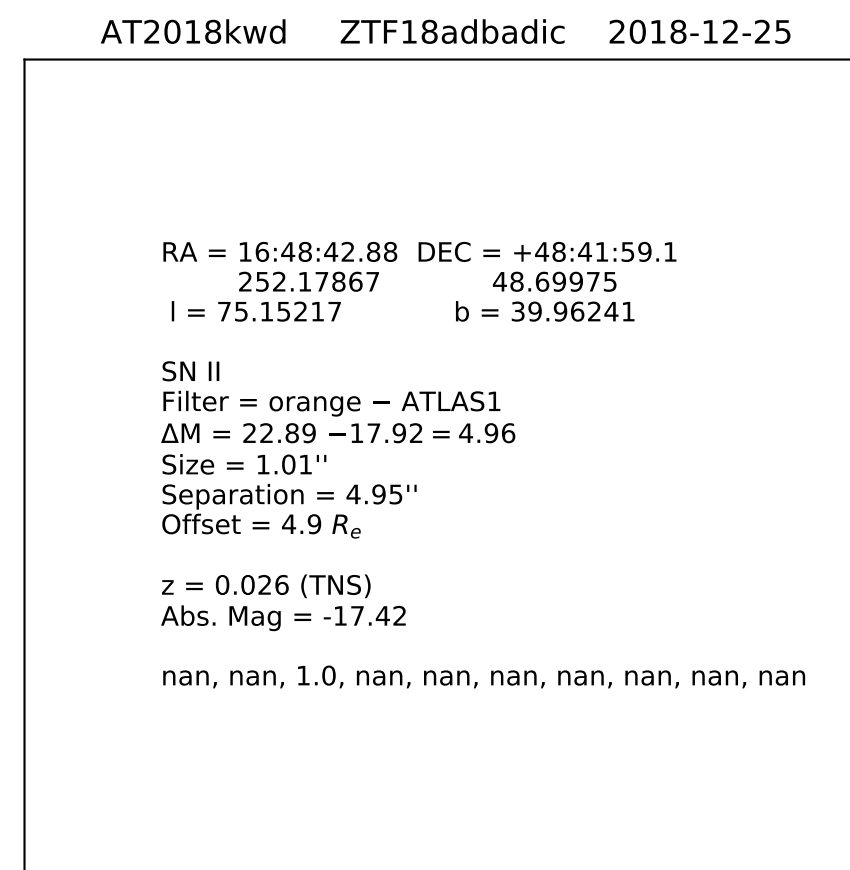 AT2018kwd ZTF18adbadic 2018-12-25
RA = 16:48:42.88 DEC = +48:41:59.1
252.17867 48.69975
l = 75.15217 b = 39.96241
SN II
Filter = orange − ATLAS1
ΔM = 22.89 −17.92 = 4.96
Size = 1.01''
Separation = 4.95''
Offset = 4.9 Re
z = 0.026 (TNS)
Abs. Mag = -17.42
nan, nan, 1.0, nan, nan, nan, nan, nan, nan, nan